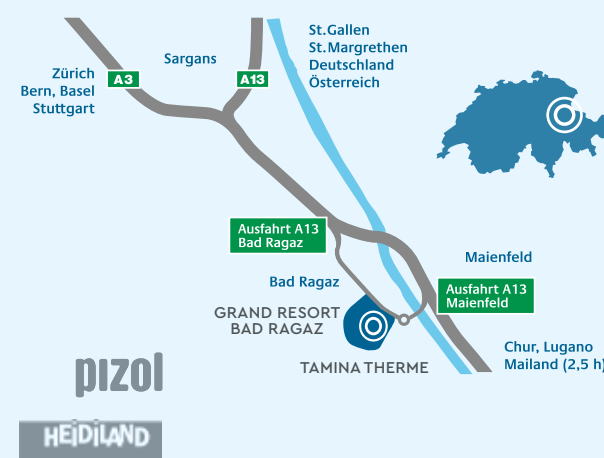 St.Gallen
St.Margrethen
Deutschland
Österreich
Sargans
Zürich
Bern, Basel
Stuttgart
A3
A13
Ausfahrt A13
Bad Ragaz
Maienfeld
Bad Ragaz
Ausfahrt A13
Maienfeld
GRAND RESORT
BAD RAGAZ
TAMINA THERME
Chur, Lugano
Mailand (2,5 h)
pizol
HEIDILAND